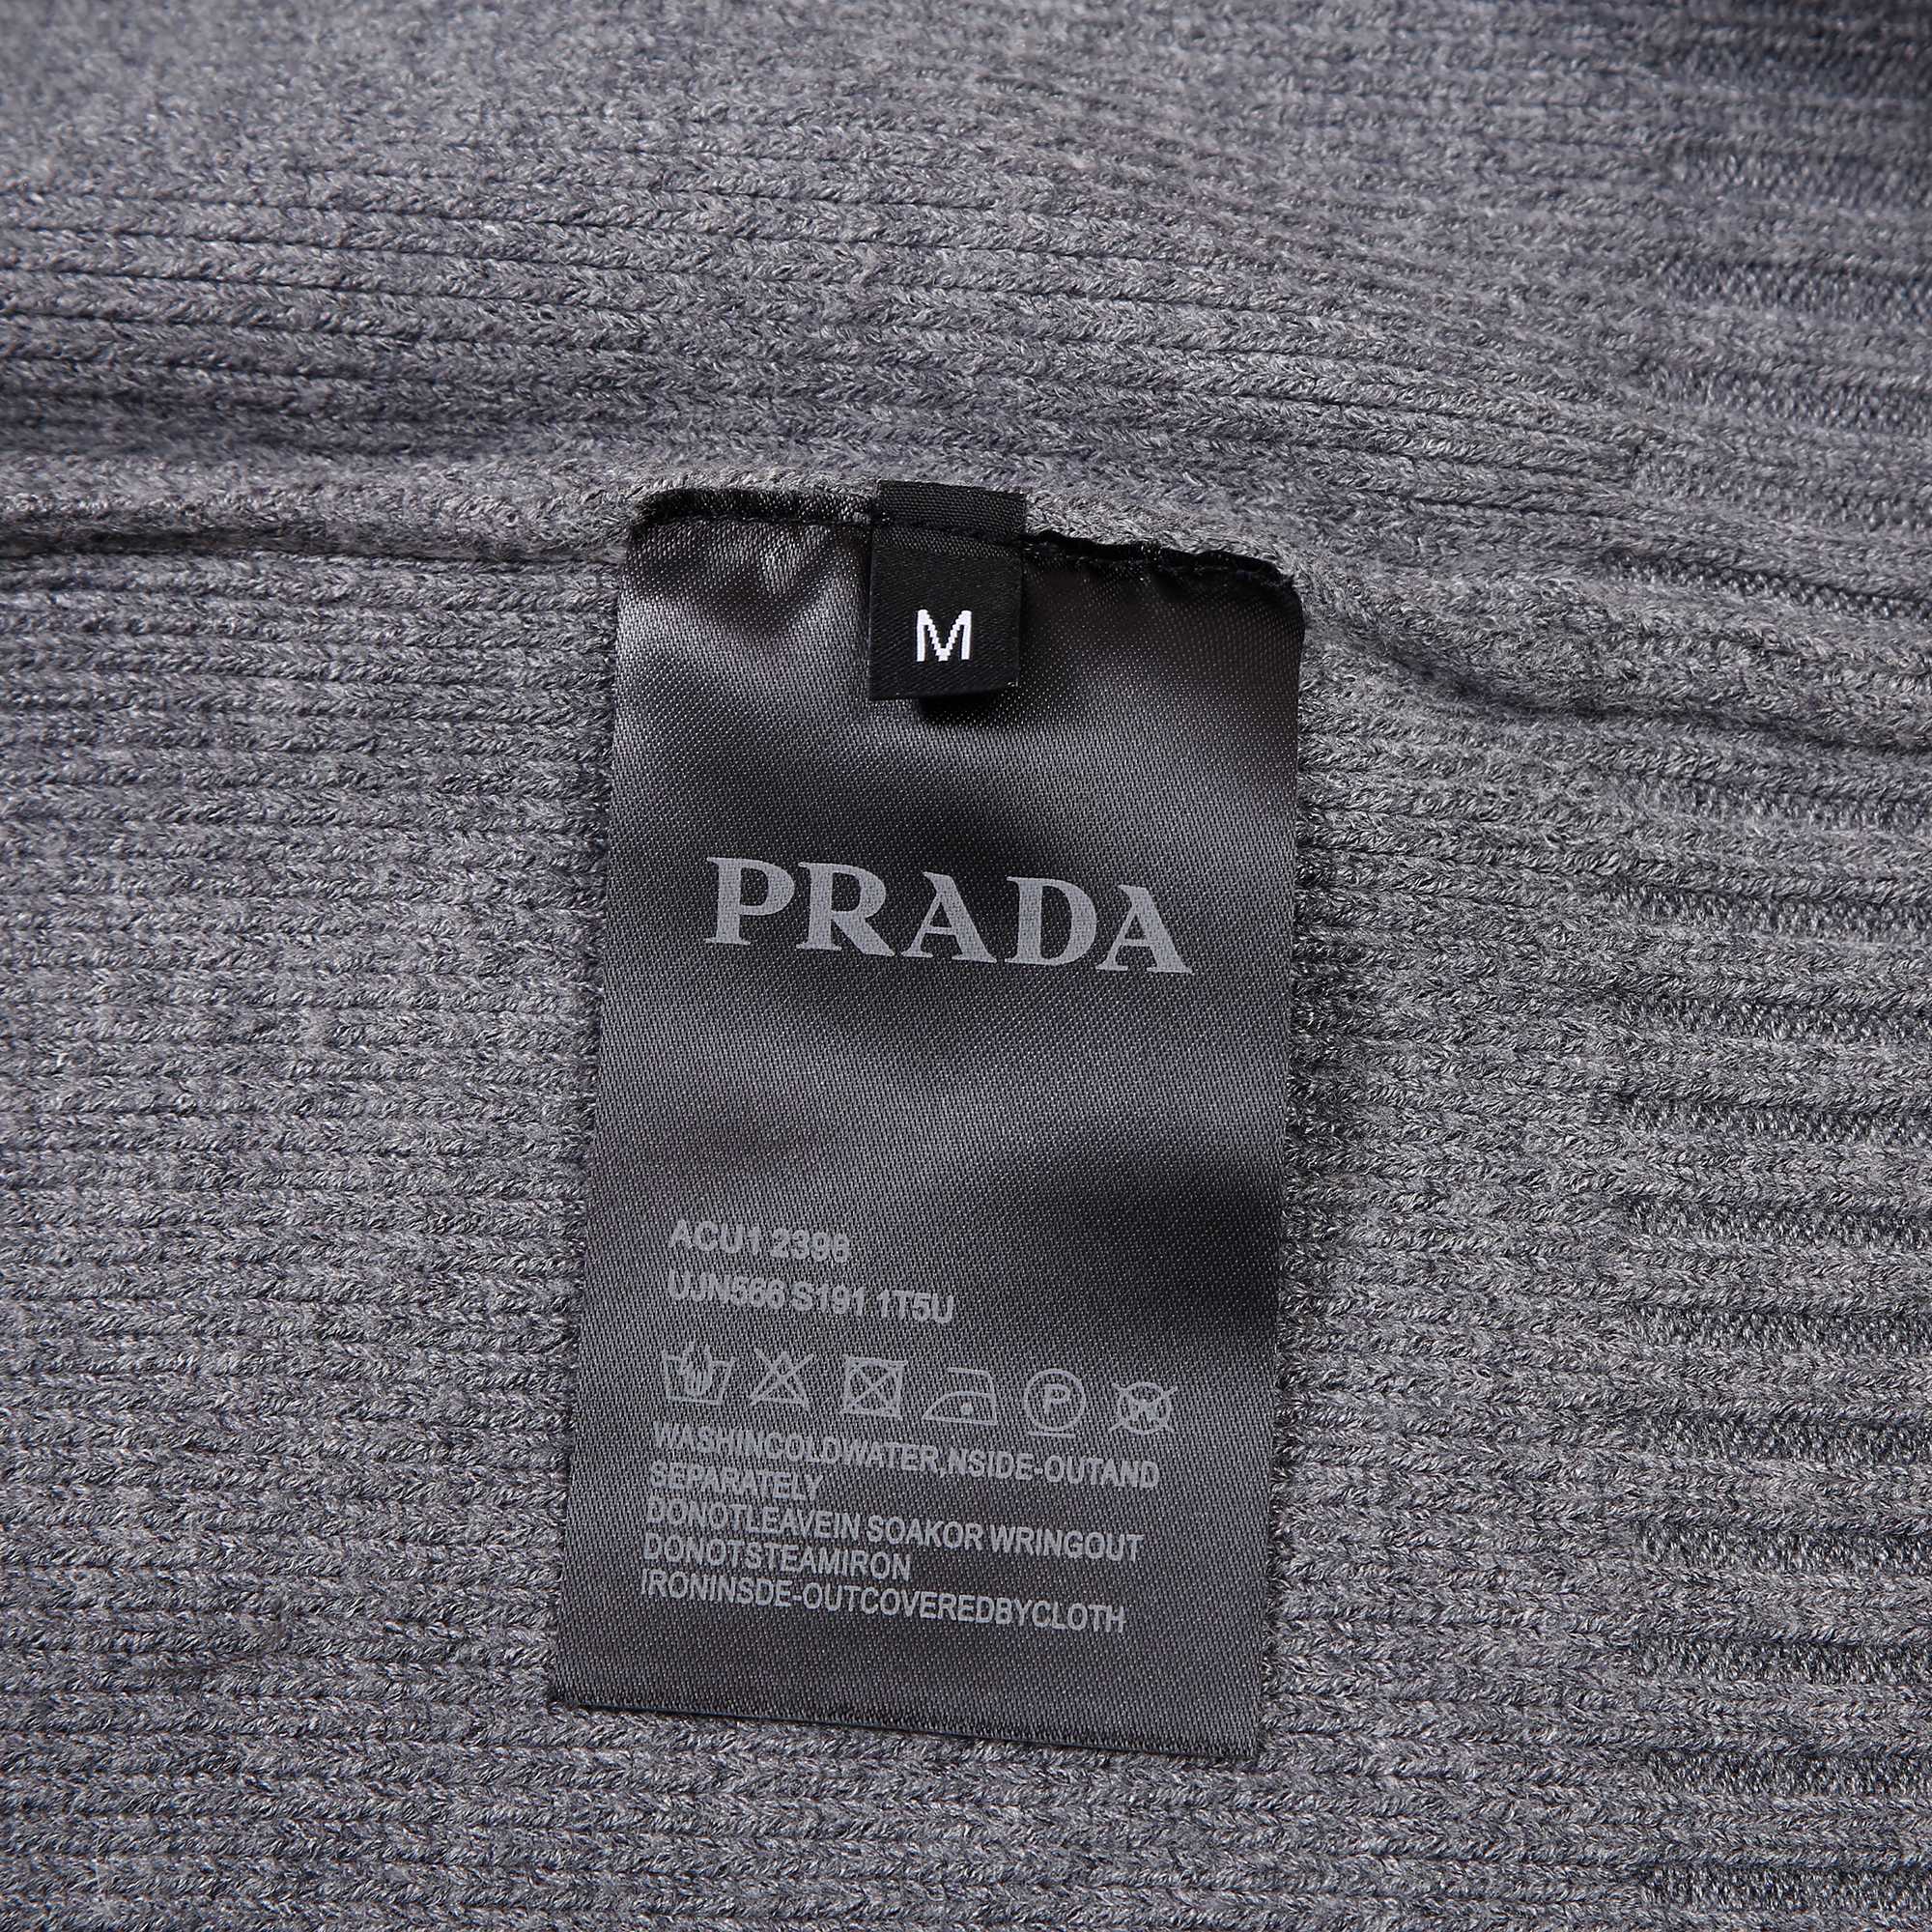 M
PRADA
ACU1 2398
UJN566 S191 1T5U
P
WASHINCOLDWATER,NSIDE-OUTAND
SEPARATELY
DONOTLEAVEIN SOAKOR WRINGOUT
DONOTSTEAMIRON
IRONINSDE-OUTCOVEREDBYCLOTH